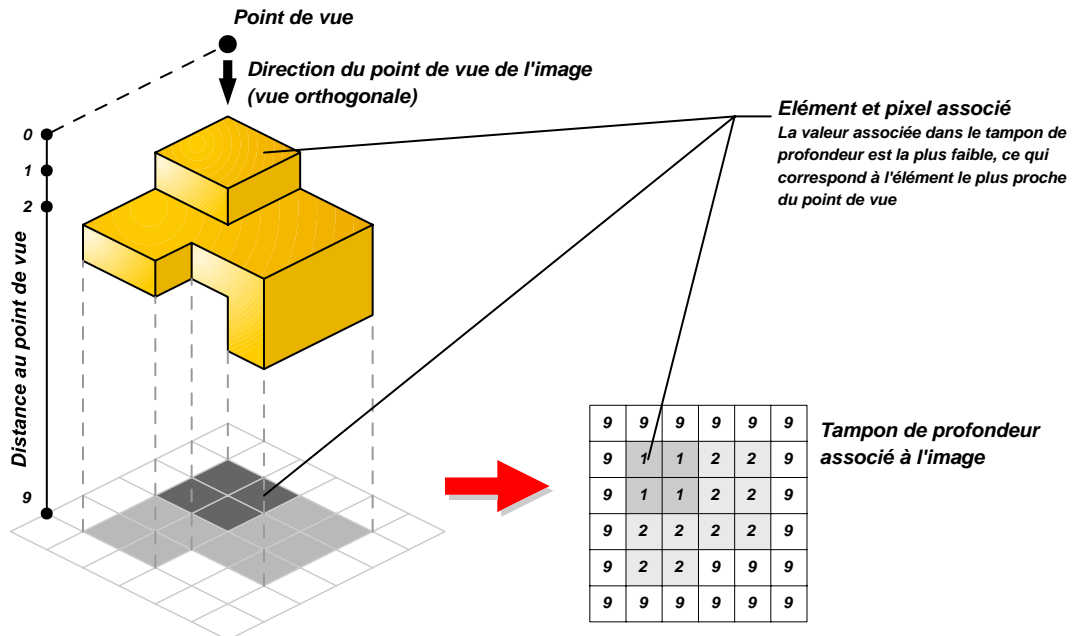 Point de vue
Direction du point de vue de l'image
(vue orthogonale)
Elément et pixel associé
La valeur associée dans le tampon de
profondeur est la plus faible, ce qui
correspond à l'élément le plus proche
du point de vue
0
1
2
9
Distance au point de vue
9 9 9 9 9 9
9 1 1 2 2 9
9 1 1 2 2 9
9 2 2 2 2 9
9 2 2 9 9 9
9 9 9 9 9 9
Tampon de profondeur
associé à l'image